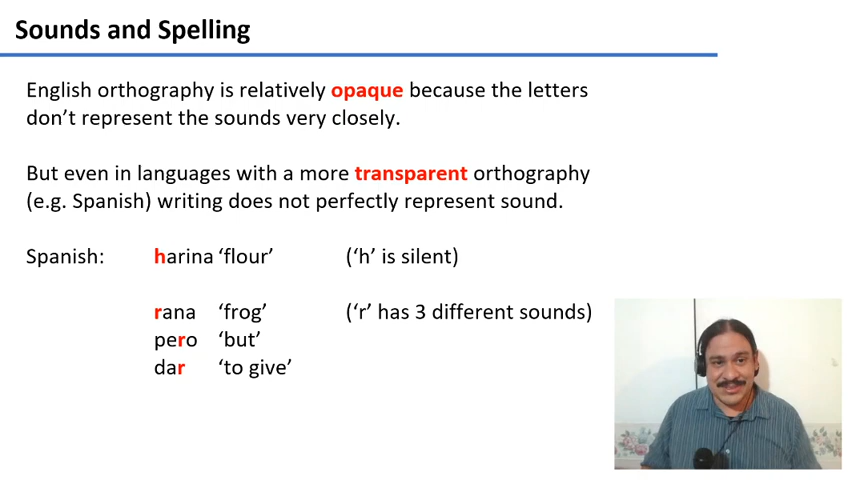 Sounds and Spelling
English orthography is relatively opaque because the letters
don’t represent the sounds very closely.
But even in languages with a more transparent orthography
(e.g. Spanish) writing does not perfectly represent sound.
Spanish: harina ‘flour’ (‘h’ is silent)
rana ‘frog’ (‘r’ has 3 different sounds)
pero ‘but’
dar ‘to give’